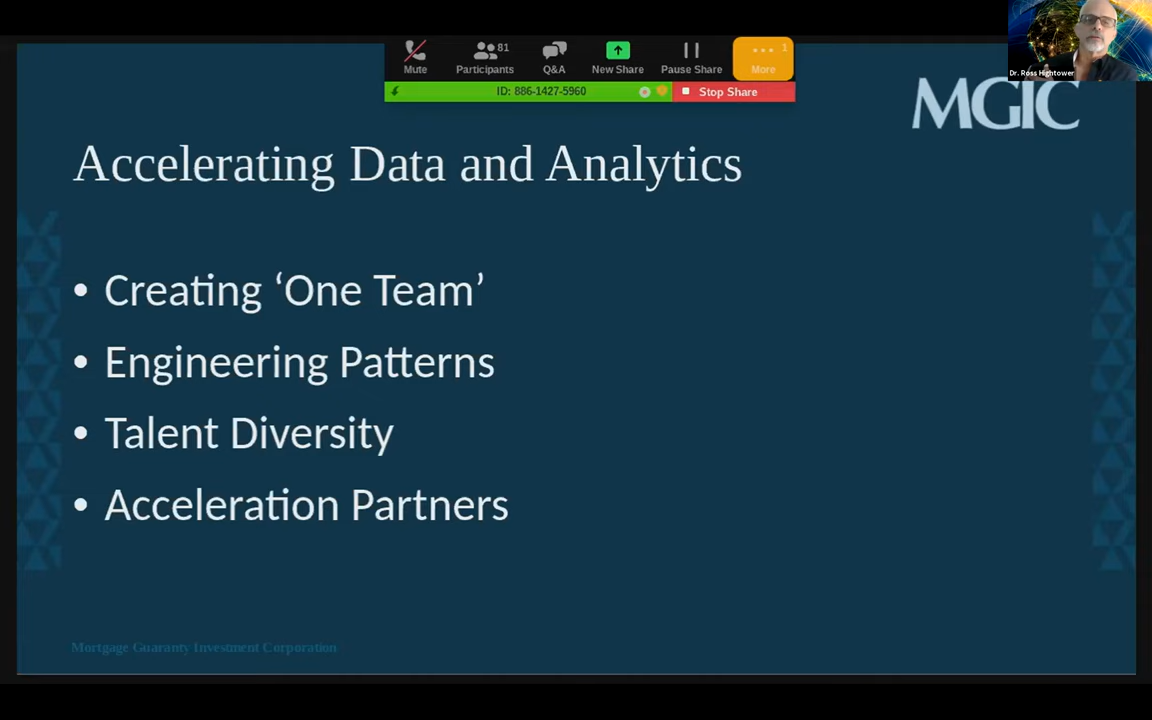 81
1
Mute
Participants
Q&A
New Share
Pause Share
More
ID: 886-1427-5960
Stop Share
Dr. Ross Hightower
MGIC
Accelerating Data and Analytics
• Creating ‘One Team’
• Engineering Patterns
• Talent Diversity
• Acceleration Partners
Mortgage Guaranty Investment Corporation